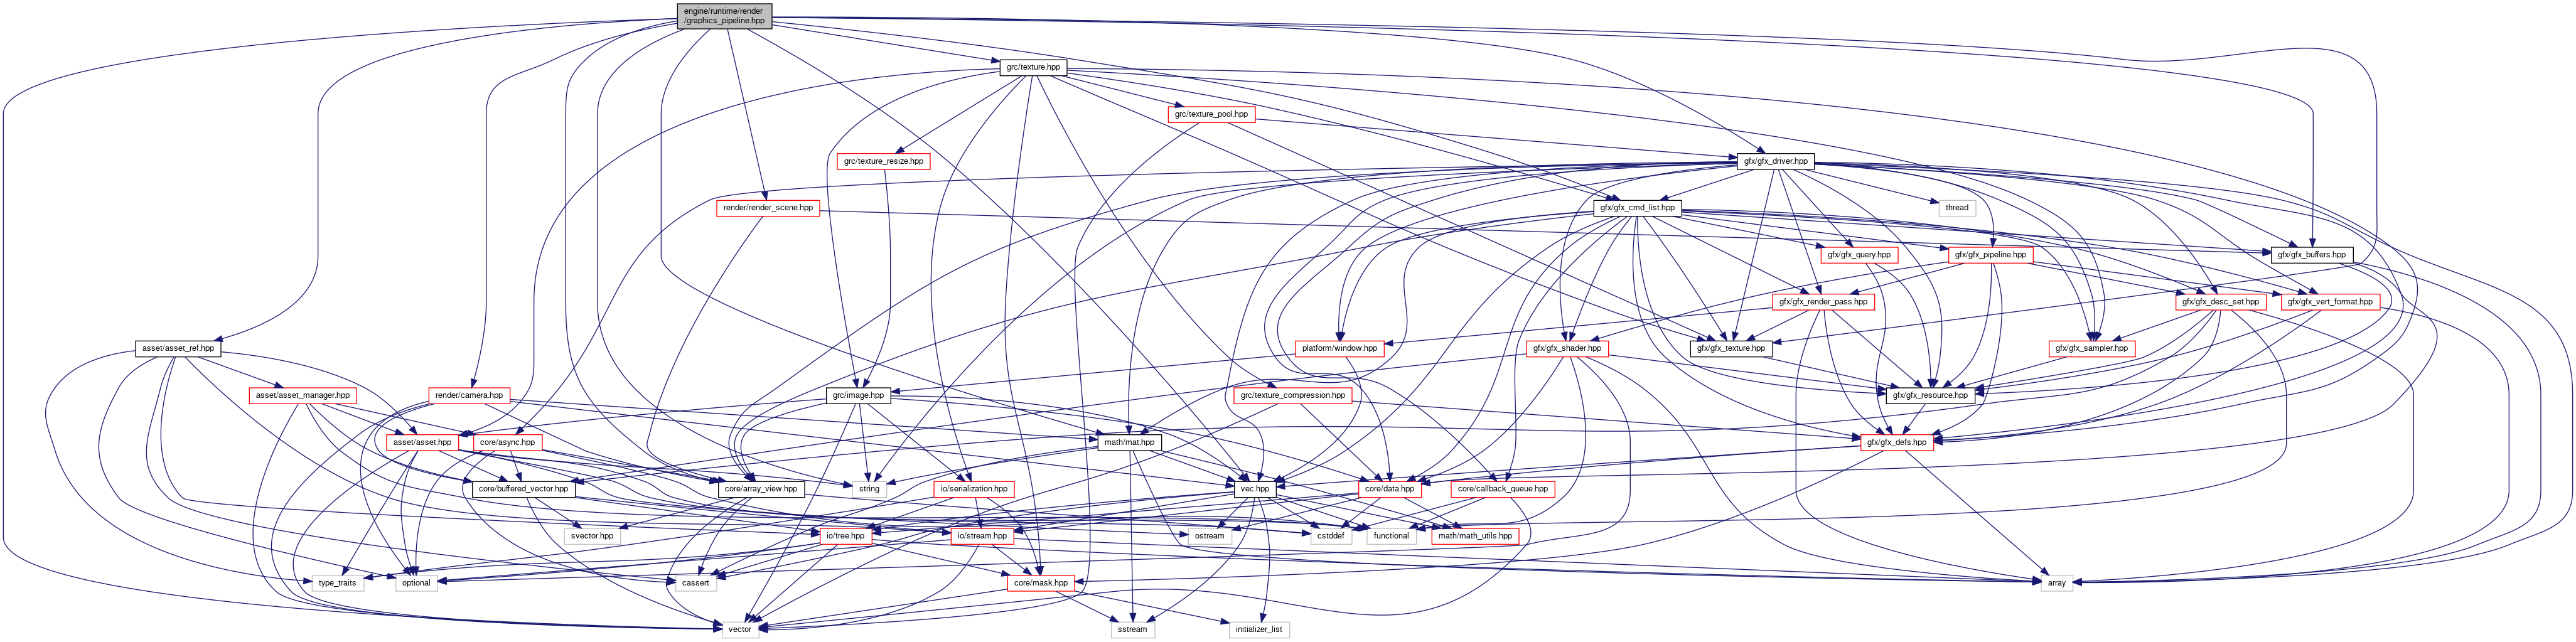 engine/runtime/render
/graphics_pipeline.hpp
grc/texture.hpp
grc/texture_pool.hpp
grc/texture_resize.hpp
gfx/gfx_driver.hpp
render/render_scene.hpp
gfx/gfx_cmd_list.hpp
thread
gfx/gfx_query.hpp
gfx/gfx_pipeline.hpp
gfx/gfx_buffers.hpp
gfx/gfx_render_pass.hpp
gfx/gfx_desc_set.hpp
gfx/gfx_vert_format.hpp
asset/asset_ref.hpp
platform/window.hpp
gfx/gfx_shader.hpp
gfx/gfx_texture.hpp
gfx/gfx_sampler.hpp
asset/asset_manager.hpp
render/camera.hpp
grc/image.hpp
grc/texture_compression.hpp
gfx/gfx_resource.hpp
asset/asset.hpp
core/async.hpp
math/mat.hpp
gfx/gfx_defs.hpp
core/buffered_vector.hpp
core/array_view.hpp
string
io/serialization.hpp
vec.hpp
core/data.hpp
core/callback_queue.hpp
svector.hpp
io/tree.hpp
io/stream.hpp
ostream
cstddef
functional
math/math_utils.hpp
type_traits
optional
cassert
core/mask.hpp
array
vector
sstream
initializer_list